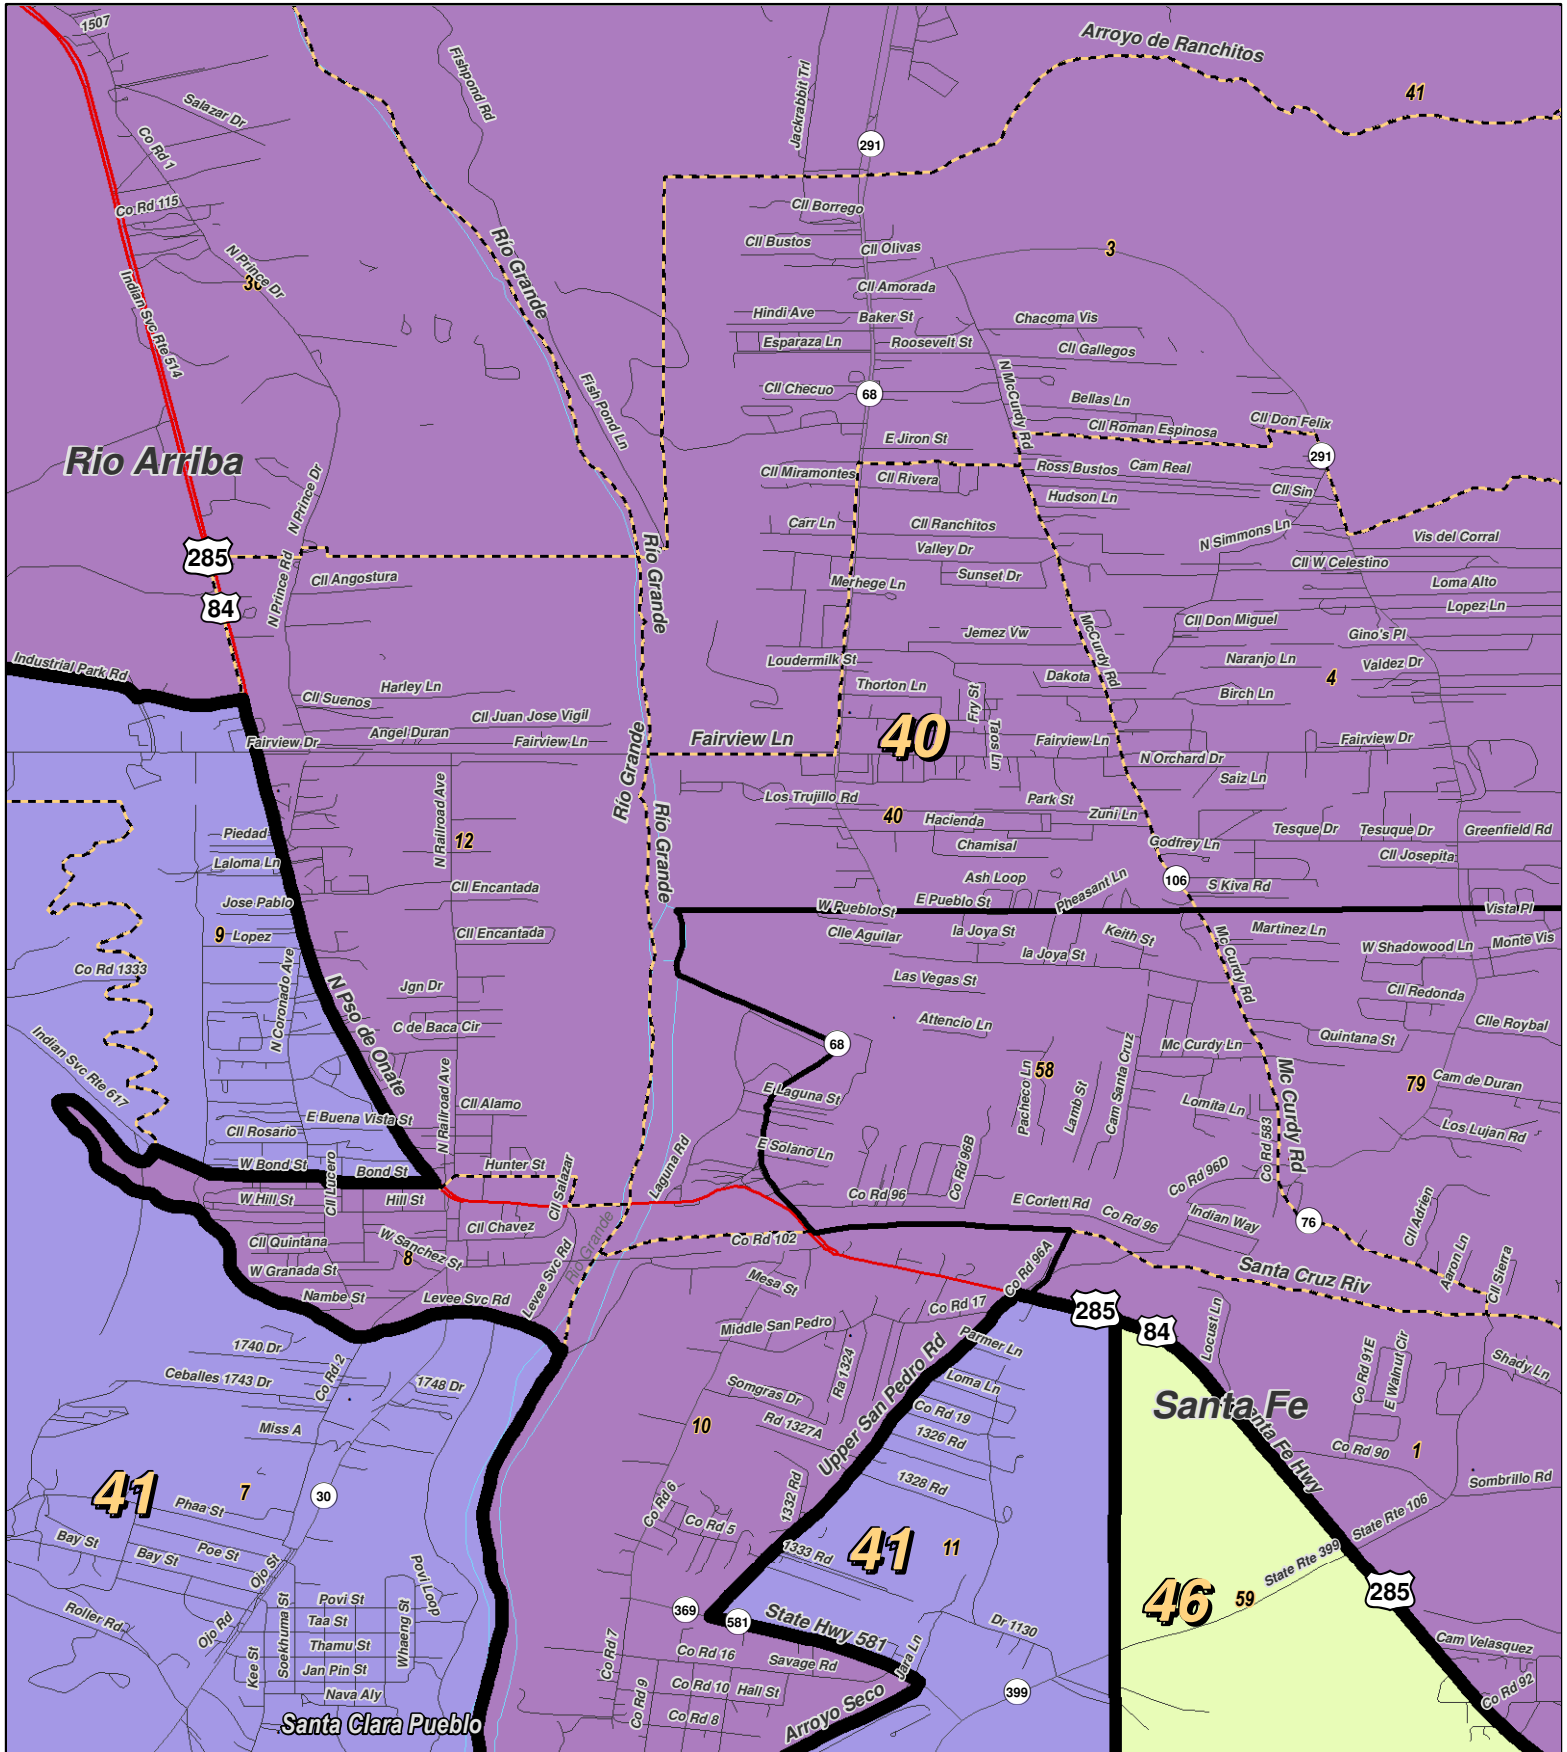 1507
Fishpond Rd
Jackrabbit Trl
Arroyo de Ranchitos
41
Salazar Dr
Co Rd 1
291
Co Rd 115
Cll Borrego
N Prince Dr
Río Grande
Cll Bustos
Cll Olivas
3
Indian Svc Rte 514
Cll Amorada
Hindi Ave
Baker St
Chacoma Vis
Esparaza Ln
Roosevelt St
Cll Gallegos
N McCurdy Rd
Cll Checuo
68
Bellas Ln
Fish Pond Ln
Cll Don Felix
Cll Roman Espinosa
E Jiron St
291
Rio Arriba
Cll Miramontes
Cll Rivera
Ross Bustos
Cam Real
Cll Sin
N Prince Dr
Hudson Ln
Carr Ln
Cll Ranchitos
N Simmons Ln
Vis del Corral
285
Río Grande
Valley Dr
Cll W Celestino
Cll Angostura
Merhege Ln
Sunset Dr
Loma Alto
N Prince Rd
84
Lopez Ln
Cll Don Miguel
McCurdy Rd
Jemez Vw
Gino's Pl
Industrial Park Rd
Loudermilk St
Naranjo Ln
Valdez Dr
Dakota
4
Harley Ln
Thorton Ln
Fry St
Birch Ln
Cll Suenos
Cll Juan Jose Vigil
40
Taos Ln
Angel Duran
Fairview Dr
Fairview Ln
Fairview Ln
Fairview Ln
Fairview Dr
Río Grande
N Orchard Dr
Saiz Ln
N Railroad Ave
Los Trujillo Rd
Park St
Río Grande
40
Hacienda
Zuni Ln
Piedad
12
Tesque Dr
Tesuque Dr
Greenfield Rd
Laloma Ln
Chamisal
Godfrey Ln
Cll Josepita
Cll Encantada
Ash Loop
Pheasant Ln
106
S Kiva Rd
Jose Pablo
W Pueblo St
E Pueblo St
Vista Pl
9
Lopez
Cll Encantada
Clle Aguilar
la Joya St
Keith St
Martinez Ln
Monte Vis
W Shadowood Ln
Co Rd 1333
N Coronado Ave
la Joya St
Mc Curdy Rd
Jgn Dr
Las Vegas St
Cll Redonda
N Pso de Onate
C de Baca Cir
Attencio Ln
Clle Roybal
68
Mc Curdy Ln
Quintana St
Indian Svc Rte 617
Pacheco Ln
58
Lamb St
Cam Santa Cruz
Mc Curdy Rd
79
Cam de Duran
N Railroad Ave
E Laguna St
Cll Alamo
Lomita Ln
E Buena Vista St
Los Lujan Rd
Cll Rosario
E Solano Ln
Co Rd 583
W Bond St
Bond St
Hunter St
Cll Salazar
Laguna Rd
Co Rd 96B
Co Rd 96D
Cll Lucero
W Hill St
Hill St
Co Rd 96
E Corlett Rd
Co Rd 96
Indian Way
76
Cll Adrien
Cll Chavez
Cll Quintana
W Sanchez St
Río Grande
Co Rd 102
8
W Granada St
Levee Svc Rd
Co Rd 96A
Santa Cruz Riv
Aaron Ln
Cll Sierra
Mesa St
Nambe St
Levee Svc Rd
Co Rd 17
285
84
Middle San Pedro
Parmer Ln
Locust Ln
1740 Dr
Co Rd 2
Ra 1324
Upper San Pedro Rd
Co Rd 91E
E Walnut Cir
Shady Ln
Ceballes 1743 Dr
1748 Dr
Somgras Dr
Loma Ln
Santa Fe
Miss A
10
Rd 1327A
Co Rd 19
Santa Fe Hwy
1326 Rd
Co Rd 90
1
Sombrillo Rd
41
7
30
1332 Rd
1328 Rd
Phaa St
Co Rd 6
Co Rd 5
State Rte 106
Bay St
Bay St
Poe St
Ojo St
Povi Loop
1333 Rd
41
11
State Rte 399
Povi St
46
59
285
Roller Rd
Ojo Rd
Taa St
Whaeng St
369
581
State Hwy 581
Dr 1130
Thamu St
Kee St
Soekhuma St
Jan Pin St
Co Rd 7
Co Rd 16
Savage Rd
Jara Ln
Cam Velasquez
Nava Aly
Co Rd 9
Co Rd 10
Hall St
399
Co Rd 92
Santa Clara Pueblo
Co Rd 8
Arroyo Seco